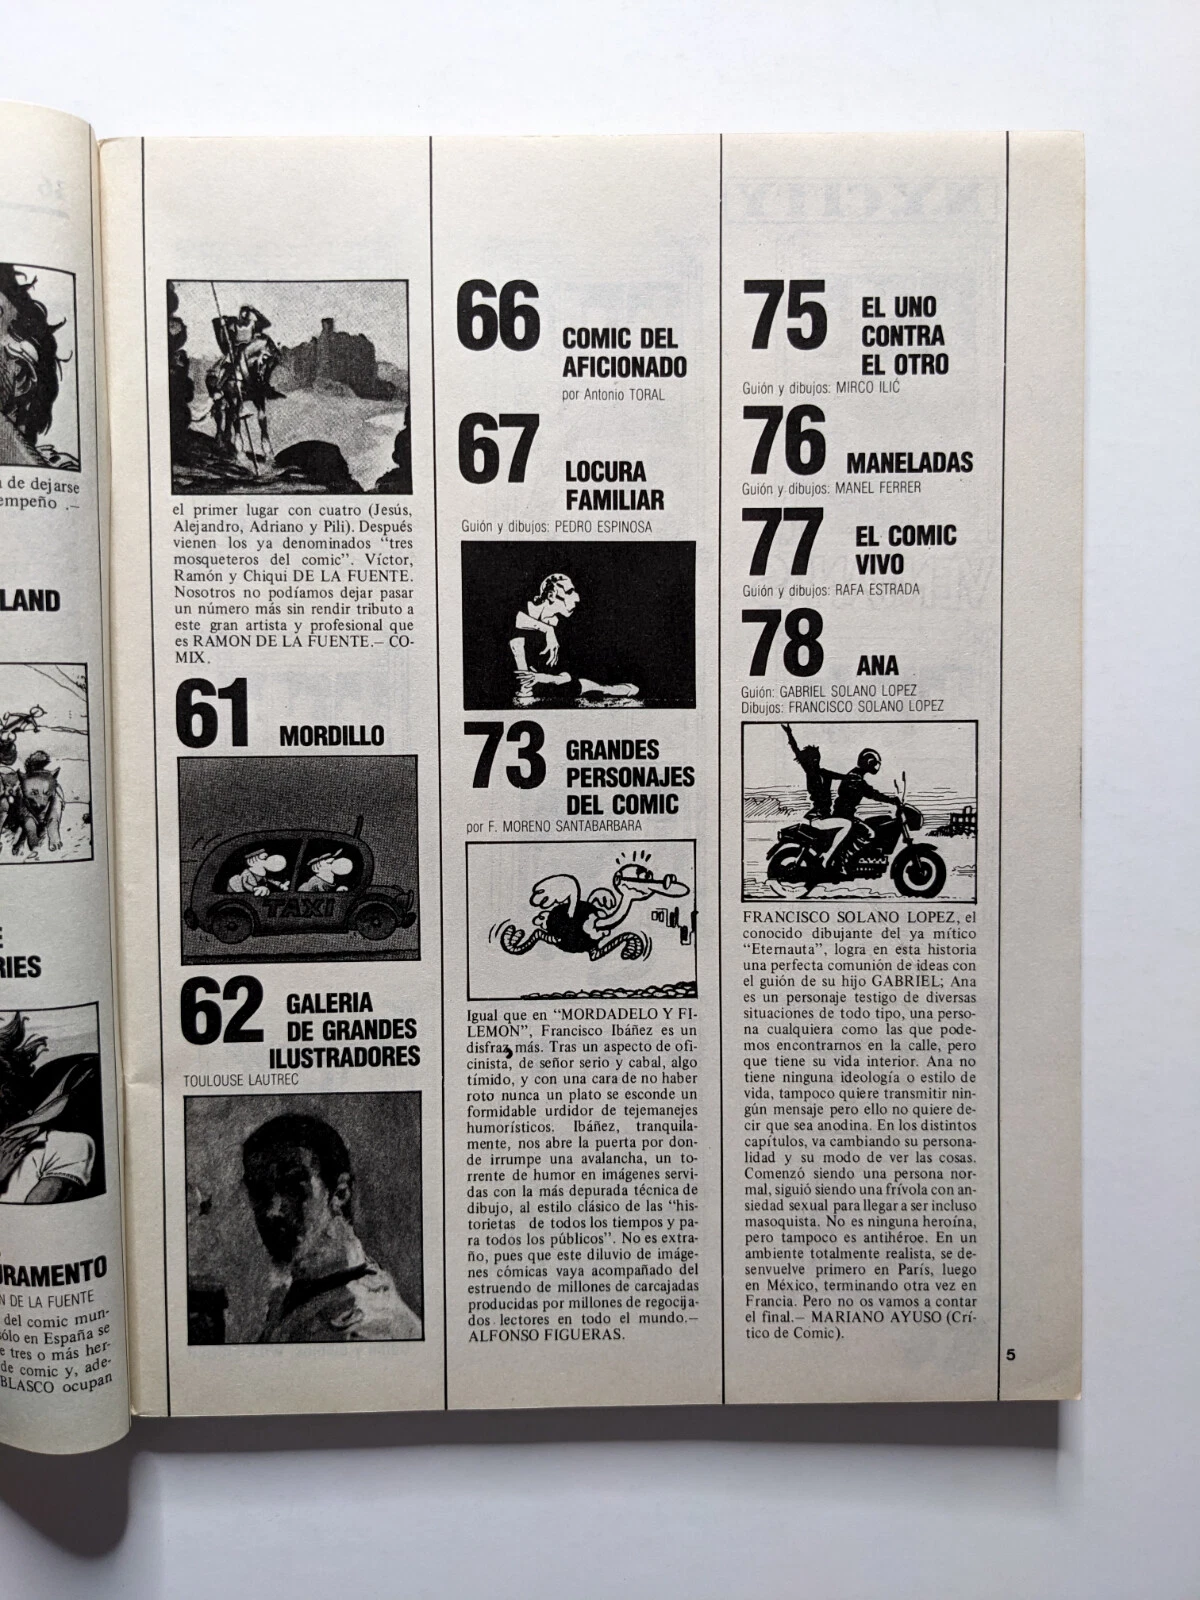 a de dejarse
empeño .–
LAND
RIES
JRAMENTO
N DE LA FUENTE
del comic mun-
sólo en España se
e tres o más her-
de comic y, ade-
BLASCO ocupan
el primer lugar con cuatro (Jesús,
Alejandro, Adriano y Pili). Después
vienen los ya denominados “tres
mosqueteros del comic”. Víctor,
Ramón y Chiqui DE LA FUENTE.
Nosotros no podíamos dejar pasar
un número más sin rendir tributo a
este gran artista y profesional que
es RAMON DE LA FUENTE.– CO-
MIX.
61 MORDILLO
TAXI
62 GALERIA
DE GRANDES
ILUSTRADORES
TOULOUSE LAUTREC
66 COMIC DEL
AFICIONADO
por Antonio TORAL
67 LOCURA
FAMILIAR
Guión y dibujos: PEDRO ESPINOSA
73 GRANDES
PERSONAJES
DEL COMIC
por F. MORENO SANTABARBARA
Igual que en “MORDADELO Y FI-
LEMON”, Francisco Ibáñez es un
disfraz más. Tras un aspecto de ofi-
cinista, de señor serio y cabal, algo
tímido, y con una cara de no haber
roto nunca un plato se esconde un
formidable urdidor de tejemanejes
humorísticos. Ibáñez, tranquila-
mente, nos abre la puerta por don-
de irrumpe una avalancha, un to-
rrente de humor en imágenes servi-
das con la más depurada técnica de
dibujo, al estilo clásico de las “his-
torietas de todos los tiempos y pa-
ra todos los públicos”. No es extra-
ño, pues que este diluvio de imáge-
nes cómicas vaya acompañado del
estruendo de millones de carcajadas
producidas por millones de regocija-
dos lectores en todo el mundo.–
ALFONSO FIGUERAS.
75 EL UNO
CONTRA
EL OTRO
Guión y dibujos: MIRCO ILIĆ
76 MANELADAS
Guión y dibujos: MANEL FERRER
77 EL COMIC
VIVO
Guión y dibujos: RAFA ESTRADA
78 ANA
Guión: GABRIEL SOLANO LOPEZ
Dibujos: FRANCISCO SOLANO LOPEZ
FRANCISCO SOLANO LOPEZ, el
conocido dibujante del ya mítico
“Eternauta”, logra en esta historia
una perfecta comunión de ideas con
el guión de su hijo GABRIEL; Ana
es un personaje testigo de diversas
situaciones de todo tipo, una perso-
na cualquiera como las que pode-
mos encontrarnos en la calle, pero
que tiene su vida interior. Ana no
tiene ninguna ideología o estilo de
vida, tampoco quiere transmitir nin-
gún mensaje pero ello no quiere de-
cir que sea anodina. En los distintos
capítulos, va cambiando su persona-
lidad y su modo de ver las cosas.
Comenzó siendo una persona nor-
mal, siguió siendo una frívola con an-
siedad sexual para llegar a ser incluso
masoquista. No es ninguna heroína,
pero tampoco es antihéroe. En un
ambiente totalmente realista, se de-
senvuelve primero en París, luego
en México, terminando otra vez en
Francia. Pero no os vamos a contar
el final.– MARIANO AYUSO (Crí-
tico de Comic).
5